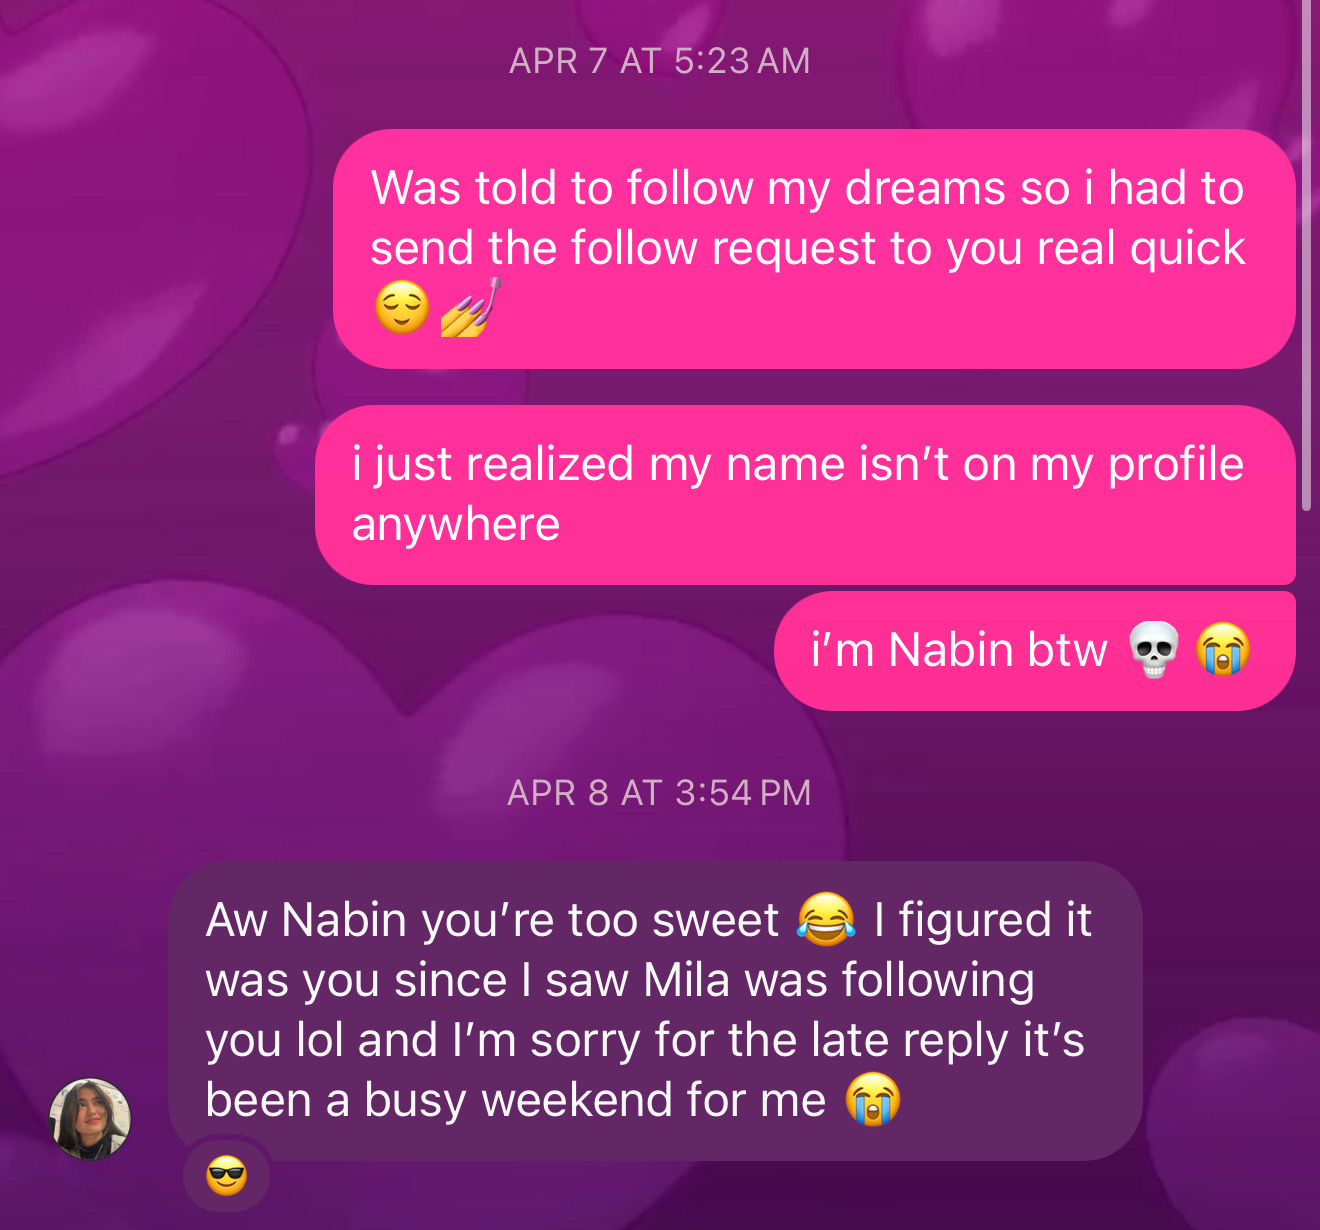 APR 7 AT 5:23 AM
Was told to follow my dreams so i had to
send the follow request to you real quick
😌 💅
i just realized my name isn’t on my profile
anywhere
i’m Nabin btw 💀 😭
APR 8 AT 3:54 PM
Aw Nabin you’re too sweet 😂 I figured it
was you since I saw Mila was following
you lol and I’m sorry for the late reply it’s
been a busy weekend for me 😭
😎